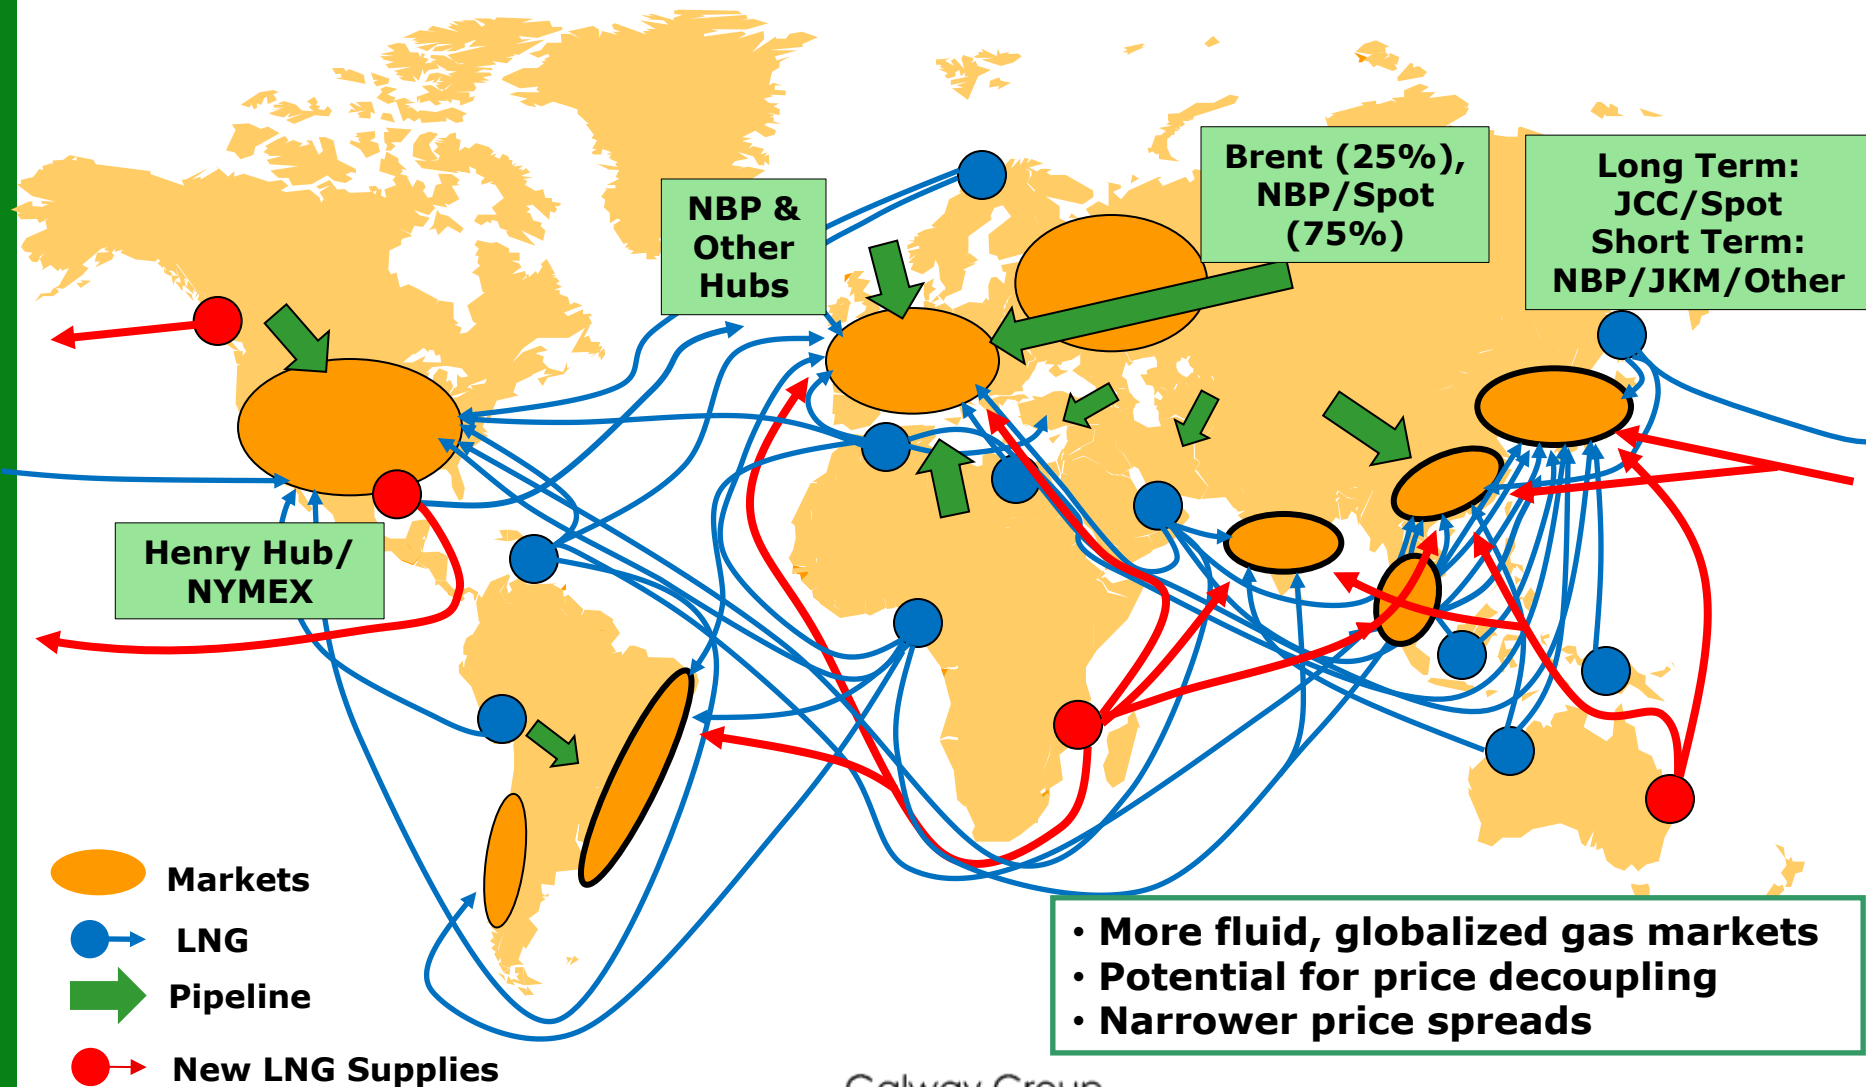 NBP &
Other
Hubs
Brent (25%),
NBP/Spot
(75%)
Long Term:
JCC/Spot
Short Term:
NBP/JKM/Other
Henry Hub/
NYMEX
Markets
LNG
Pipeline
New LNG Supplies
• More fluid, globalized gas markets
• Potential for price decoupling
• Narrower price spreads
Galway Group